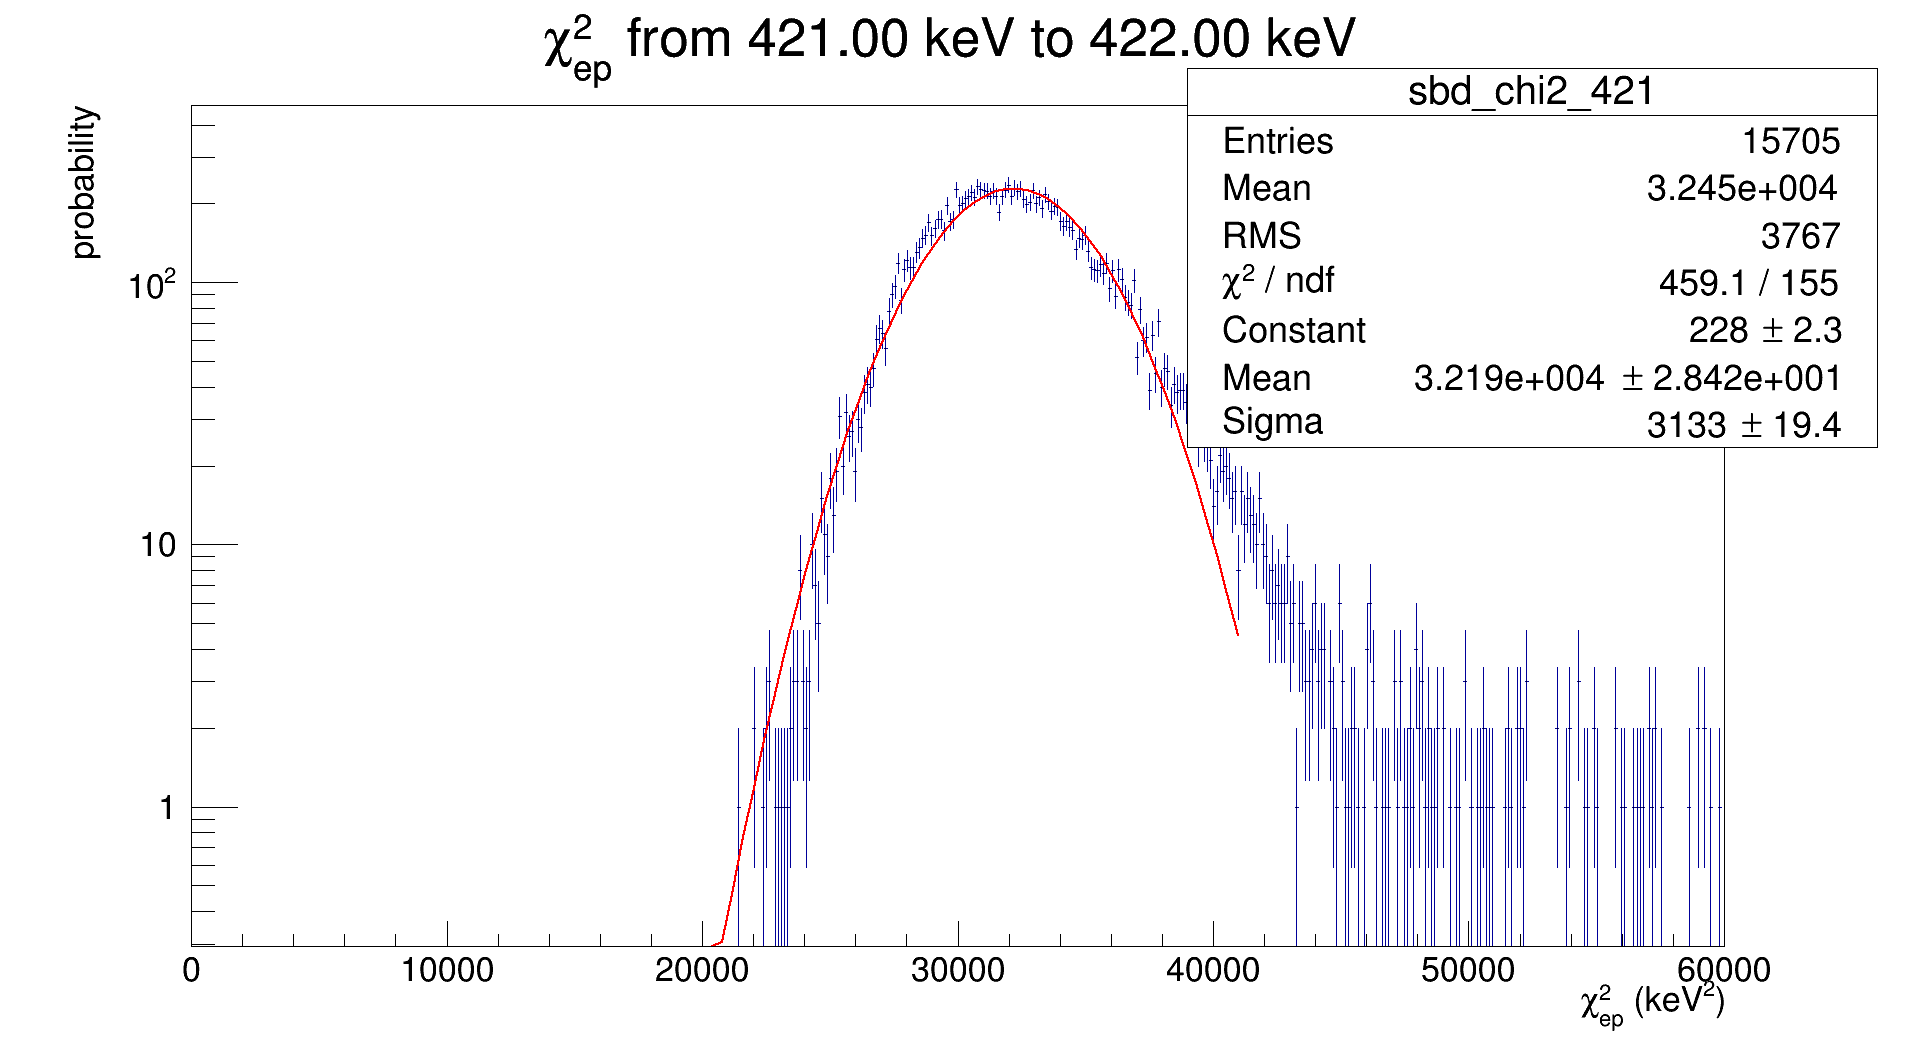 χ²ep from 421.00 keV to 422.00 keV
probability
sbd_chi2_421
Entries 15705
Mean 3.245e+004
RMS 3767
χ² / ndf 459.1 / 155
Constant 228 ± 2.3
Mean 3.219e+004 ± 2.842e+001
Sigma 3133 ± 19.4
10²
10
1
0 10000 20000 30000 40000 50000 60000
χ²ep (keV²)